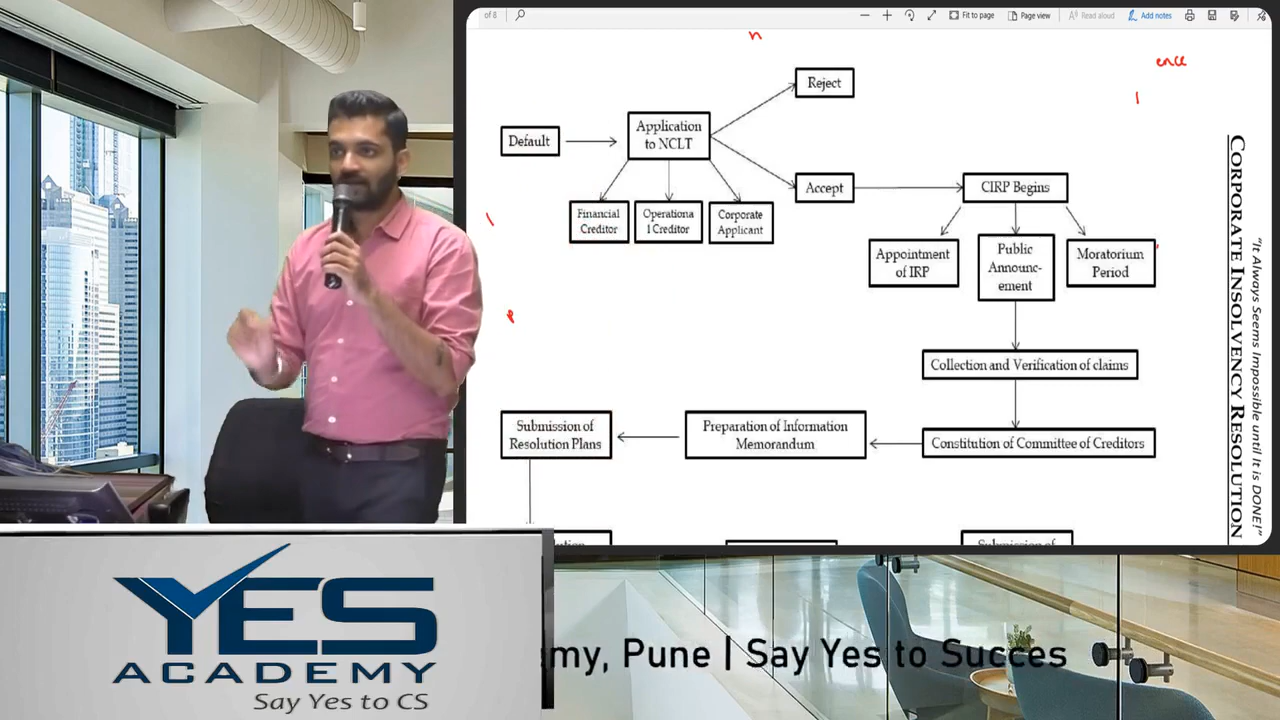 of 8
Fit to page
Page view
Read aloud
Add notes
n
ence
Reject
Default
Application
to NCLT
Accept
CIRP Begins
Financial
Creditor
Operationa
l Creditor
Corporate
Applicant
Appointment
of IRP
Public
Announc-
ement
Moratorium
Period
Collection and Verification of claims
Submission of
Resolution Plans
Preparation of Information
Memorandum
Constitution of Committee of Creditors
Submission of
CORPORATE INSOLVENCY RESOLUTION
"It Always Seems Impossible until It is DONE!"
YES
ACADEMY
Say Yes to CS
my, Pune | Say Yes to Succes